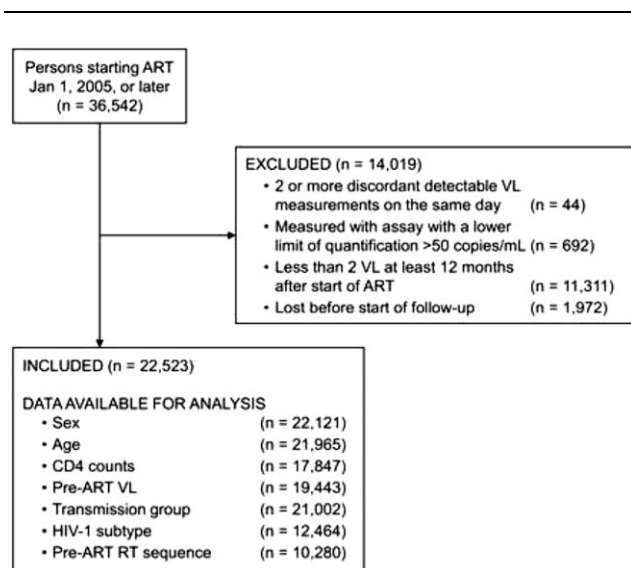 Persons starting ART
Jan 1, 2005, or later
(n = 36,542)
EXCLUDED (n = 14,019)
• 2 or more discordant detectable VL
measurements on the same day (n = 44)
• Measured with assay with a lower
limit of quantification >50 copies/mL (n = 692)
• Less than 2 VL at least 12 months
after start of ART (n = 11,311)
• Lost before start of follow-up (n = 1,972)
INCLUDED (n = 22,523)
DATA AVAILABLE FOR ANALYSIS
• Sex (n = 22,121)
• Age (n = 21,965)
• CD4 counts (n = 17,847)
• Pre-ART VL (n = 19,443)
• Transmission group (n = 21,002)
• HIV-1 subtype (n = 12,464)
• Pre-ART RT sequence (n = 10,280)